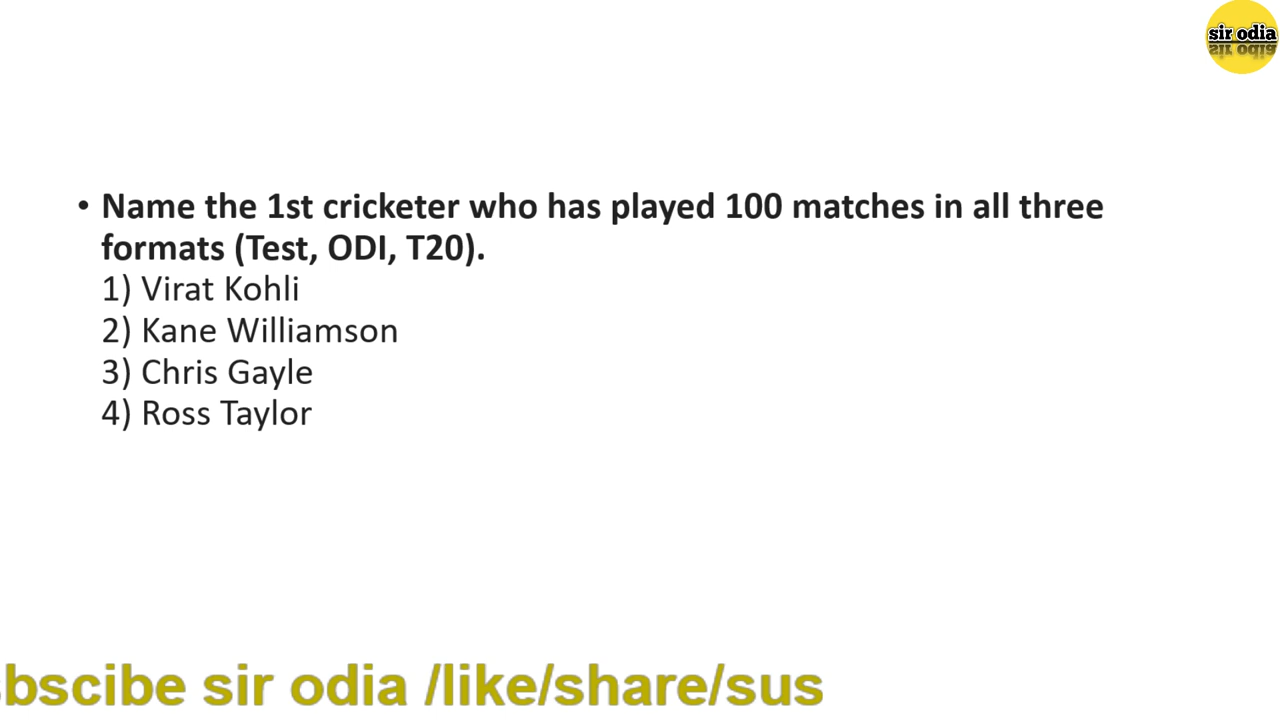 sir odia
• Name the 1st cricketer who has played 100 matches in all three
formats (Test, ODI, T20).
1) Virat Kohli
2) Kane Williamson
3) Chris Gayle
4) Ross Taylor
bscibe sir odia /like/share/sus